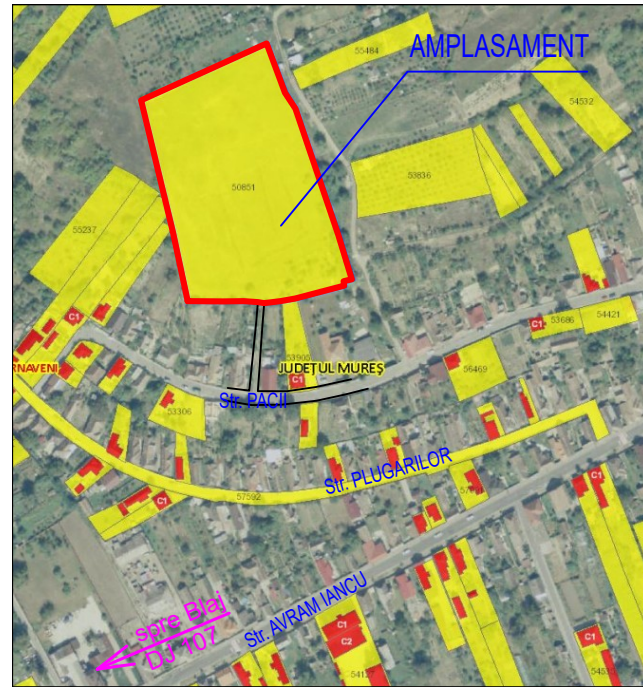 AMPLASAMENT
55484
54532
50851
53836
55237
C1
53686
54421
RNAVENI
53905
JUDEȚUL MUREȘ
C1
C1
56469
Str. PACII
53306
Str. PLUGARILOR
57592
C1
C1
spre Blaj
DJ 107
Str. AVRAM IANCU
C1
C2
C1